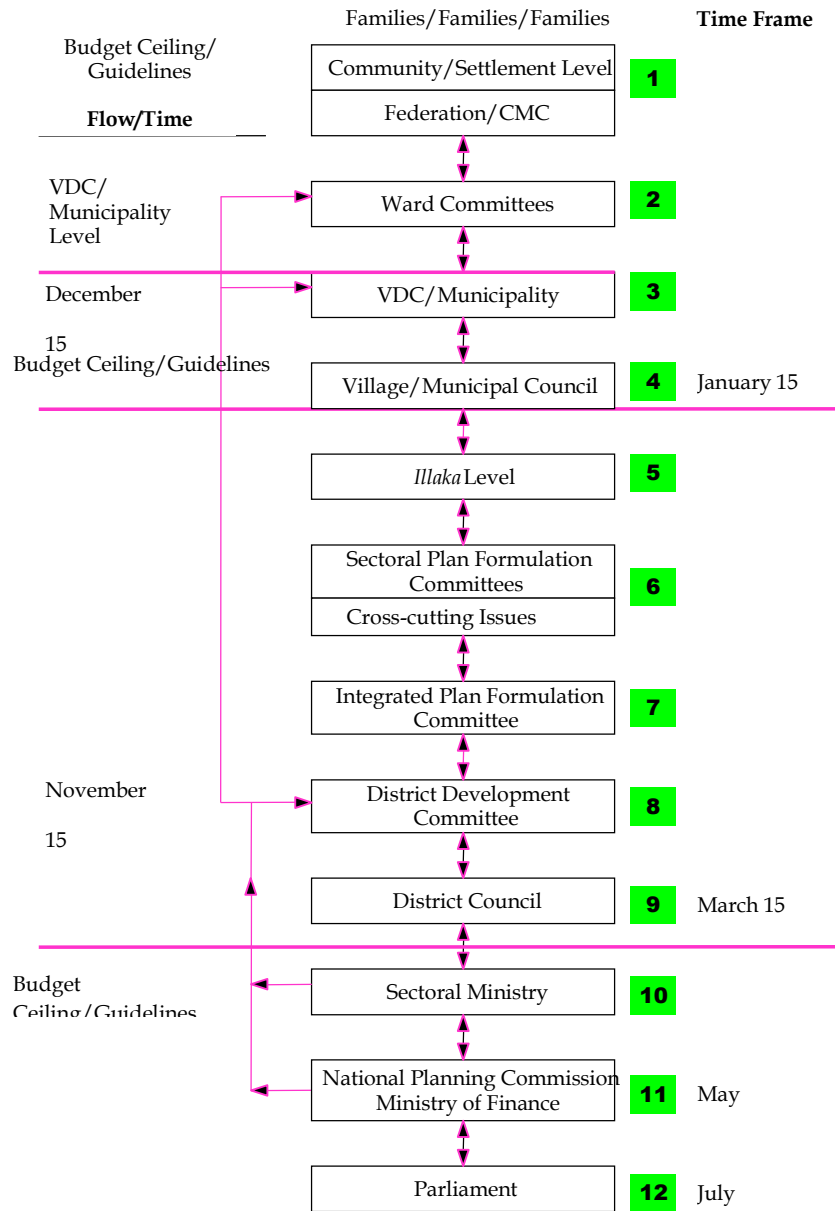 Families/Families/Families
Time Frame
Budget Ceiling/
Guidelines
Community/Settlement Level
1
Flow/Time
Federation/CMC
VDC/
Municipality
Level
Ward Committees
2
December
15
VDC/Municipality
3
Budget Ceiling/Guidelines
Village/Municipal Council
4
January 15
Illaka Level
5
Sectoral Plan Formulation
Committees
6
Cross-cutting Issues
Integrated Plan Formulation
Committee
7
November
15
District Development
Committee
8
District Council
9
March 15
Budget
Ceiling/Guidelines
Sectoral Ministry
10
National Planning Commission
Ministry of Finance
11
May
Parliament
12
July